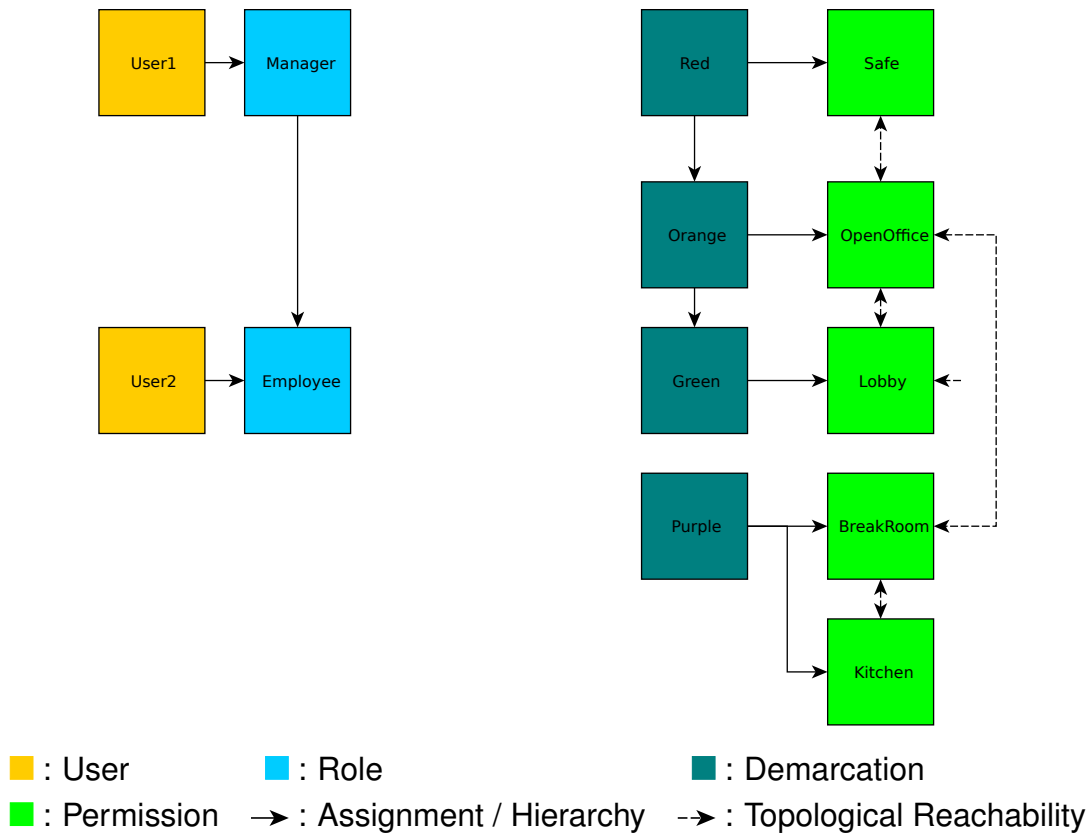 User1 Manager Red Safe
Orange OpenOffice
User2 Employee Green Lobby
Purple BreakRoom
Kitchen
: User : Role : Demarcation
: Permission : Assignment / Hierarchy : Topological Reachability